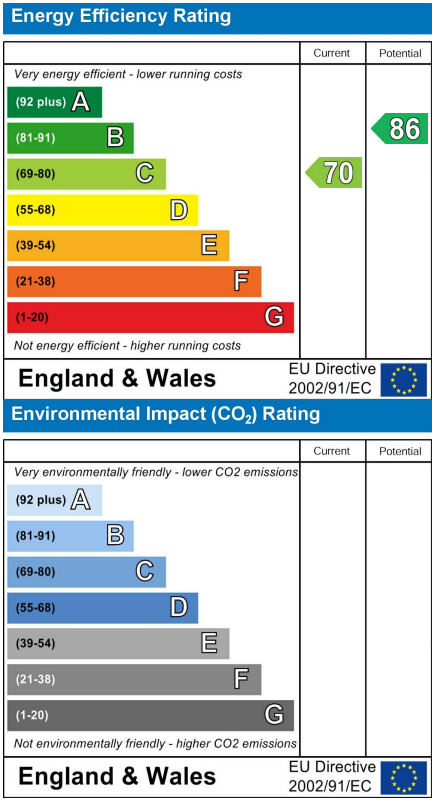 Energy Efficiency Rating
Current Potential
Very energy efficient - lower running costs
(92 plus) A
(81-91) B
86
(69-80) C
70
(55-68) D
(39-54) E
(21-38) F
(1-20) G
Not energy efficient - higher running costs
England & Wales
EU Directive
2002/91/EC
Environmental Impact (CO₂) Rating
Current Potential
Very environmentally friendly - lower CO2 emissions
(92 plus) A
(81-91) B
(69-80) C
(55-68) D
(39-54) E
(21-38) F
(1-20) G
Not environmentally friendly - higher CO2 emissions
England & Wales
EU Directive
2002/91/EC